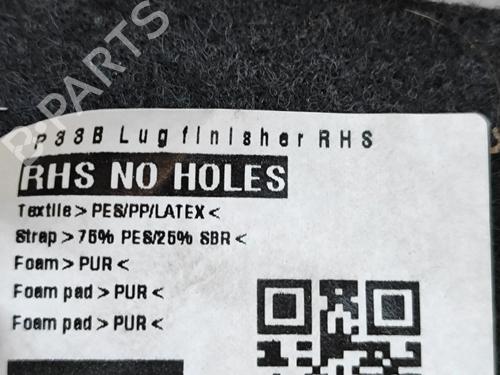 P33B Lug finisher RHS
RHS NO HOLES
Textile > PES/PP/LATEX <
Strap > 75% PES/25% SBR <
Foam > PUR <
Foam pad > PUR <
Foam pad > PUR <
B-PARTS